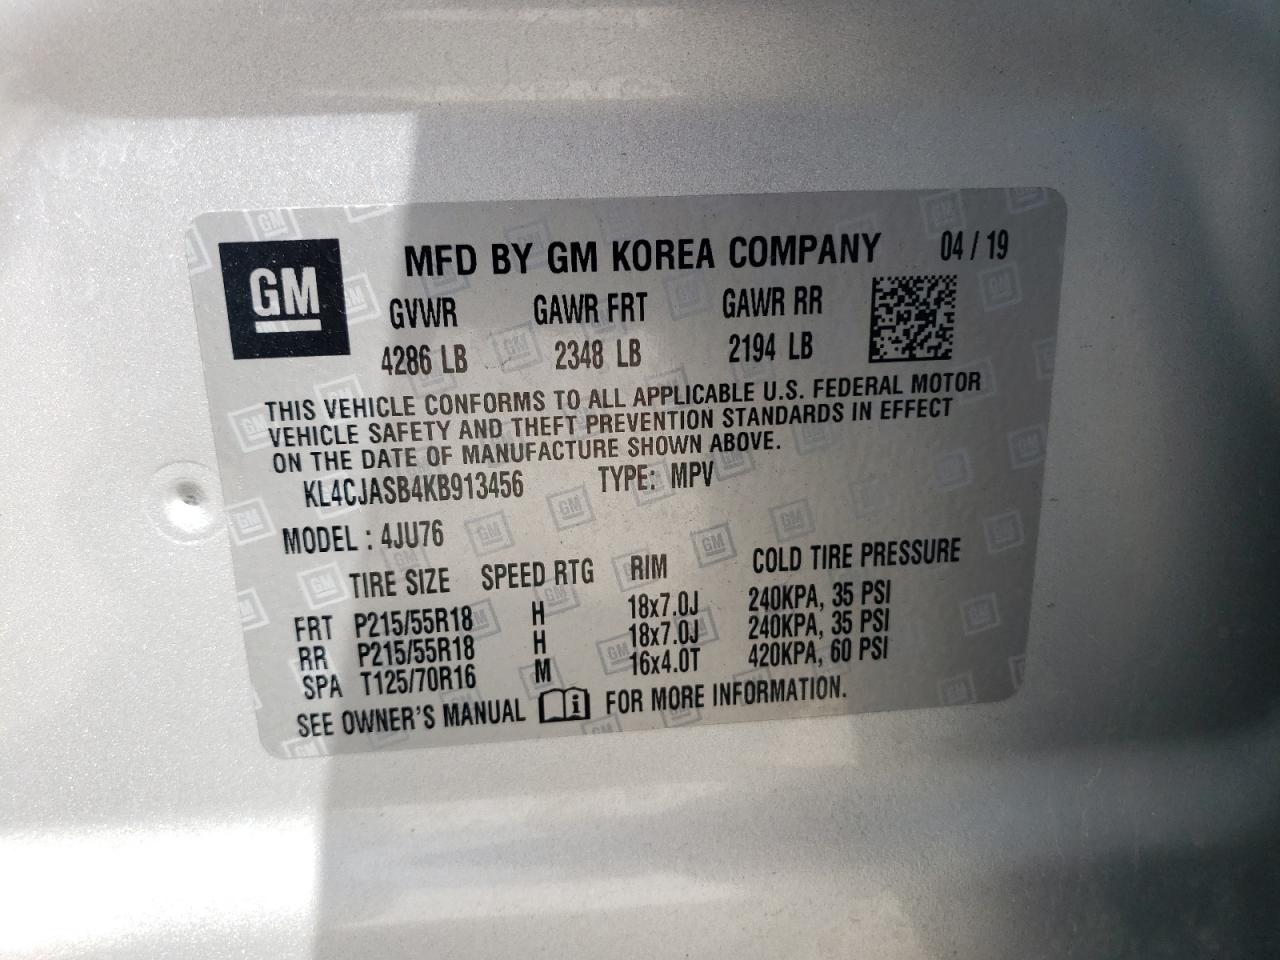 GM
MFD BY GM KOREA COMPANY 04 / 19
GVWR GAWR FRT GAWR RR
4286 LB 2348 LB 2194 LB
THIS VEHICLE CONFORMS TO ALL APPLICABLE U.S. FEDERAL MOTOR
VEHICLE SAFETY AND THEFT PREVENTION STANDARDS IN EFFECT
ON THE DATE OF MANUFACTURE SHOWN ABOVE.
KL4CJASB4KB913456 TYPE: MPV
MODEL : 4JU76
TIRE SIZE SPEED RTG RIM COLD TIRE PRESSURE
FRT P215/55R18 H 18x7.0J 240KPA, 35 PSI
RR P215/55R18 H 18x7.0J 240KPA, 35 PSI
SPA T125/70R16 M 16x4.0T 420KPA, 60 PSI
SEE OWNER'S MANUAL i FOR MORE INFORMATION.